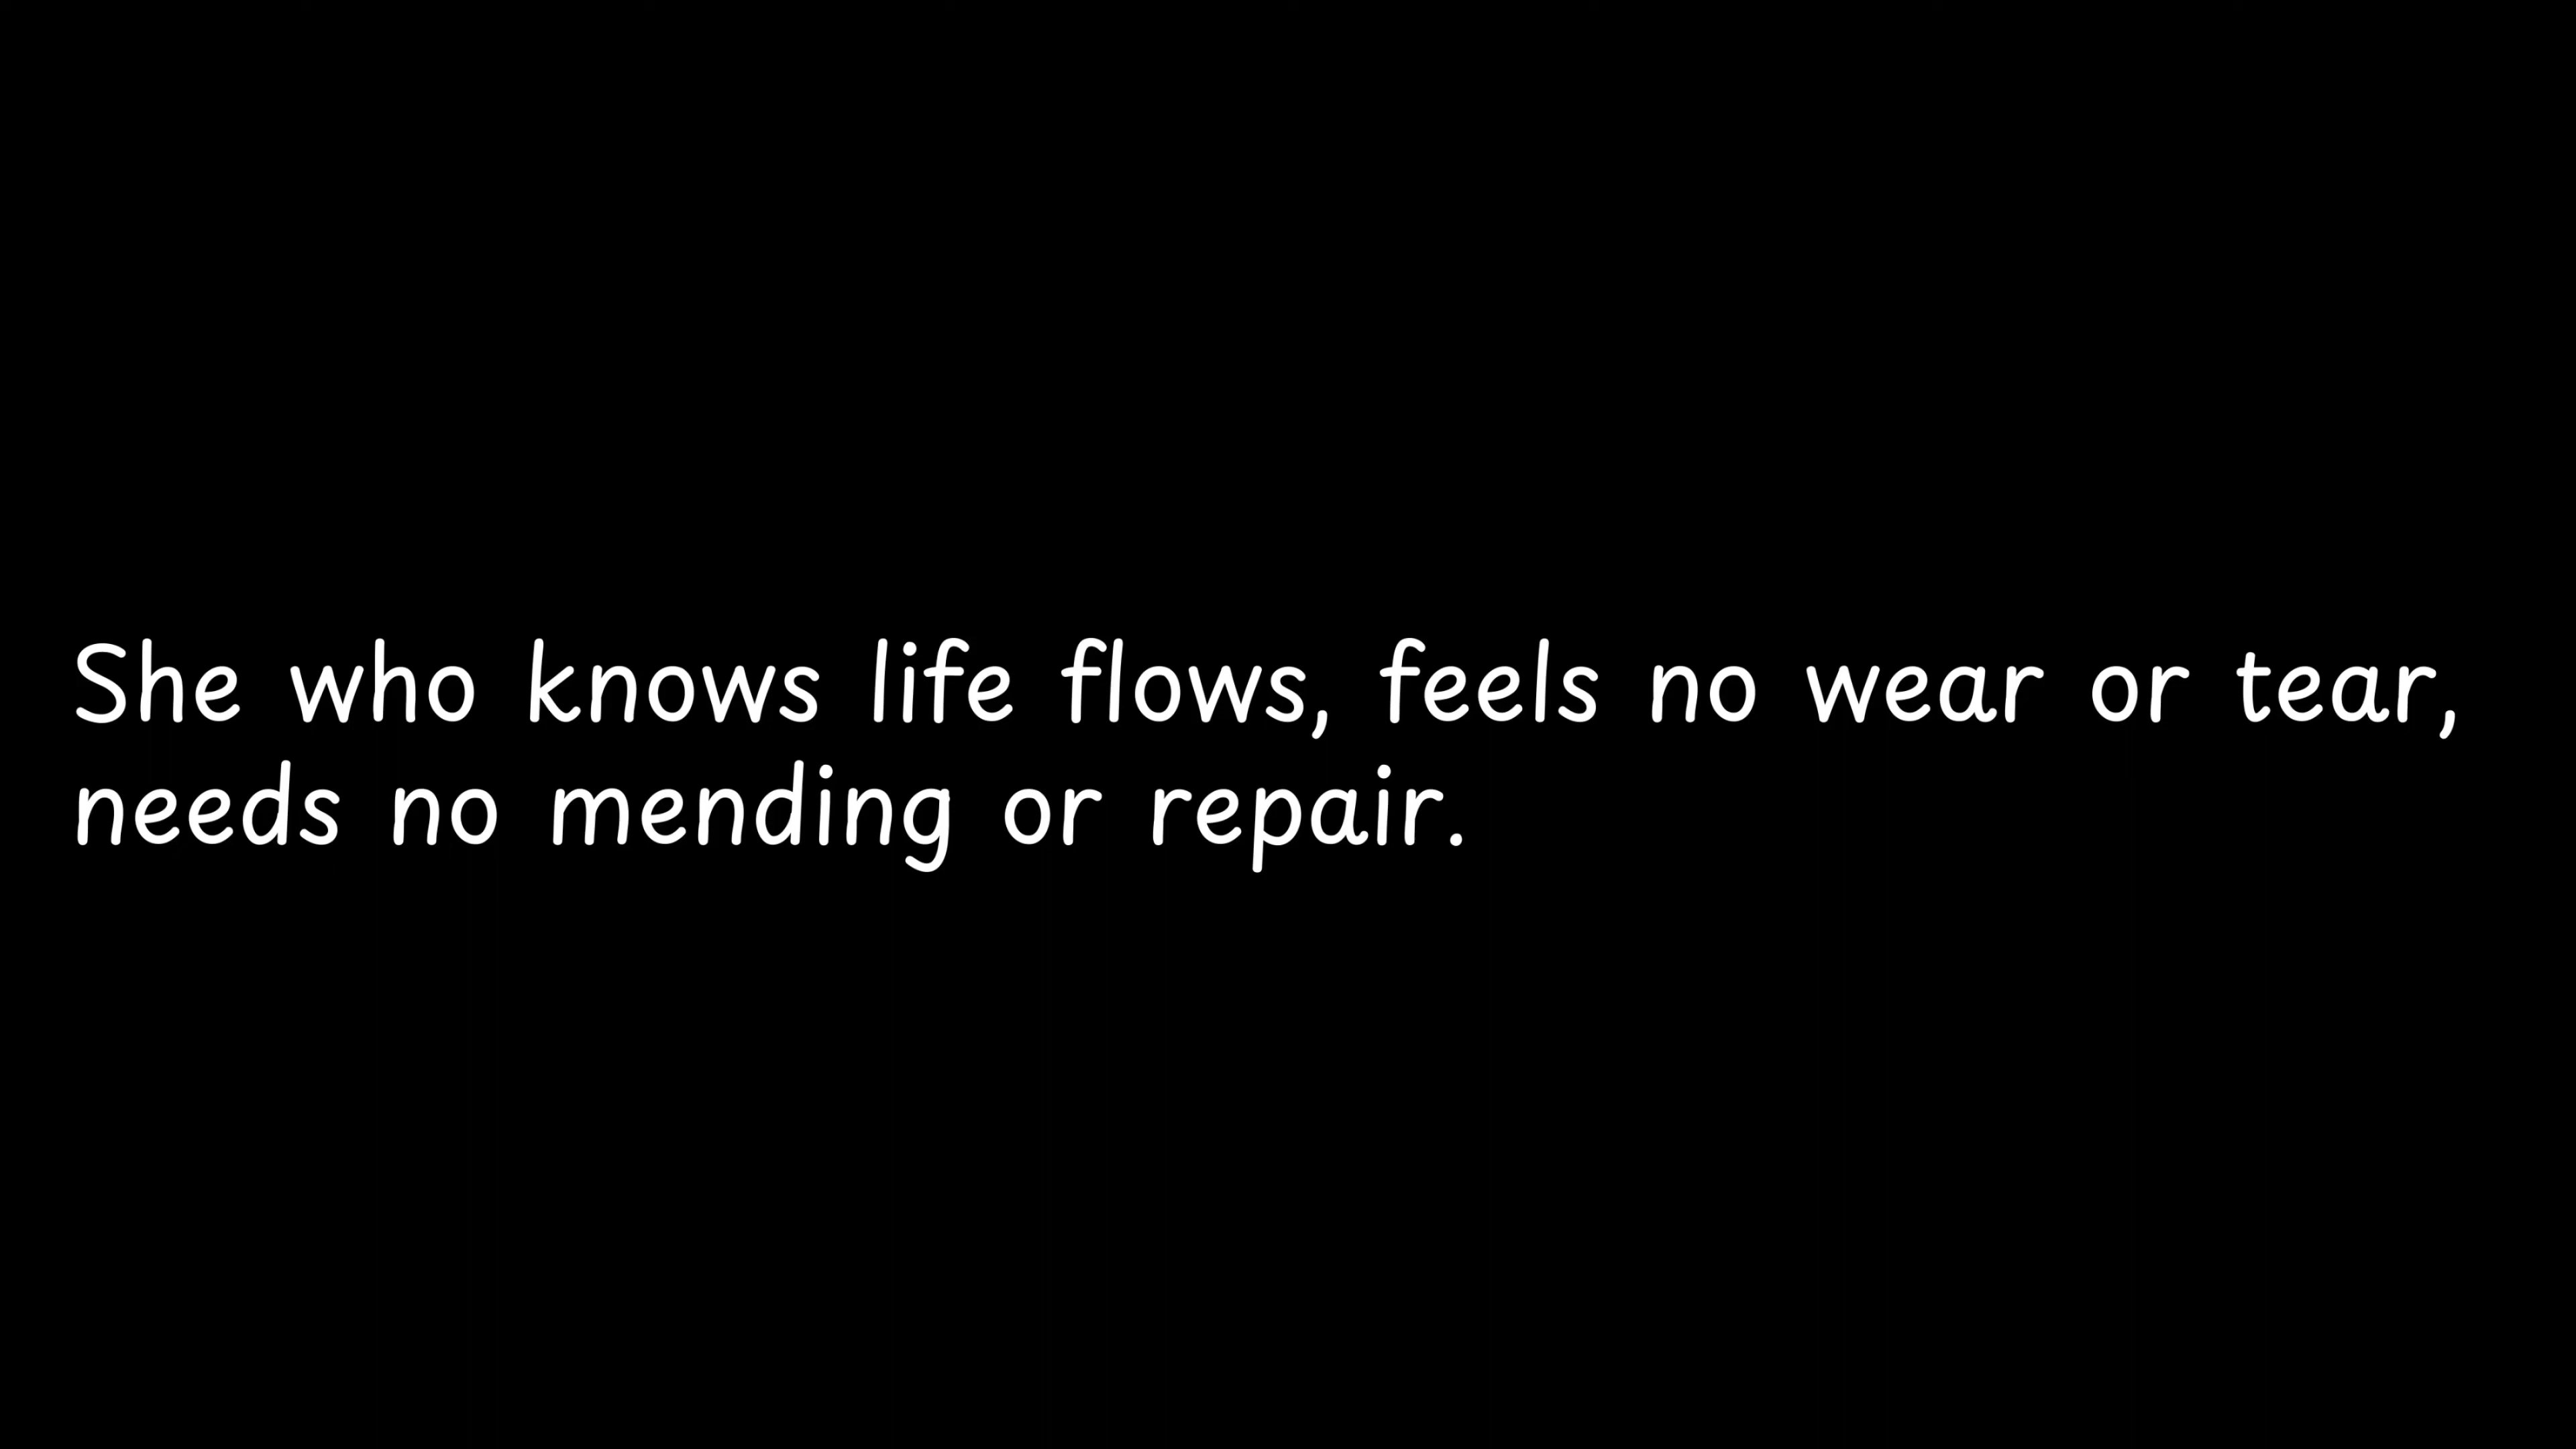 She who knows life flows, feels no wear or tear,
needs no mending or repair.